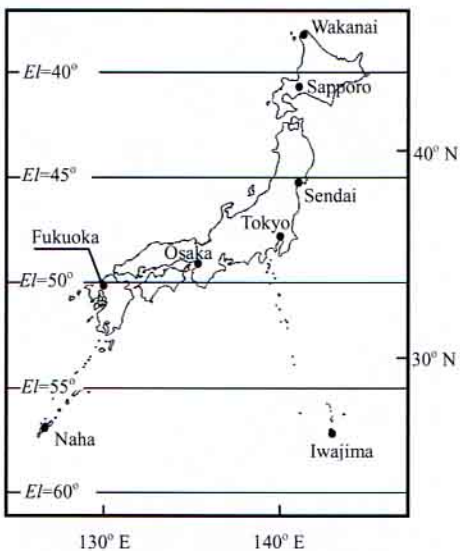 Wakanai
El=40°
Sapporo
40° N
El=45°
Sendai
Tokyo
Fukuoka
Osaka
El=50°
30° N
El=55°
Naha
Iwajima
El=60°
130° E
140° E